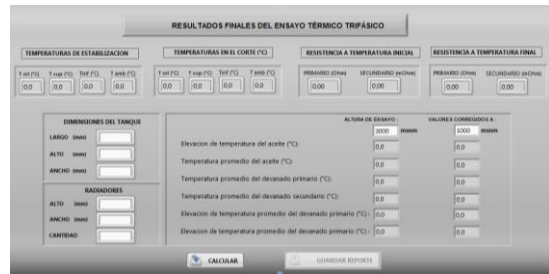 RESULTADOS FINALES DEL ENSAYO TÉRMICO TRIFÁSICO
TEMPERATURAS DE ESTABILIZACION
TEMPERATURAS EN EL CORTE (°C)
RESISTENCIA A TEMPERATURA INICIAL
RESISTENCIA A TEMPERATURA FINAL
T sup (°C) Tinf (°C) T amb (°C)
T sup (°C) Tinf (°C) T amb (°C)
PRIMARIO (Ohm) SECUNDARIO (mOhm)
PRIMARIO (Ohm) SECUNDARIO (mOhm)
0,0 0,0 0,0 0,0
0,0 0,0 0,0 0,0
0,00 0,00
0,00 0,00
DIMENSIONES DEL TANQUE
LARGO (mm)
ALTO (mm)
ANCHO (mm)
RADIADORES
ALTO (mm)
ANCHO (mm)
CANTIDAD
ALTURA DE ENSAYO : VALORES CORREGIDOS A :
3000 msnm 1000 msnm
Elevacion de temperatura del aceite (°C): 0,0 0,0
Temperatura promedio del aceite (°C): 0,0 0,0
Temperatura promedio del devanado primario (°C): 0,0 0,0
Temperatura promedio del devanado secundario (°C): 0,0 0,0
Elevacion de temperatura promedio del devanado primario (°C) : 0,0 0,0
Elevacion de temperatura promedio del devanado primario (°C) : 0,0 0,0
CALCULAR
GUARDAR REPORTE